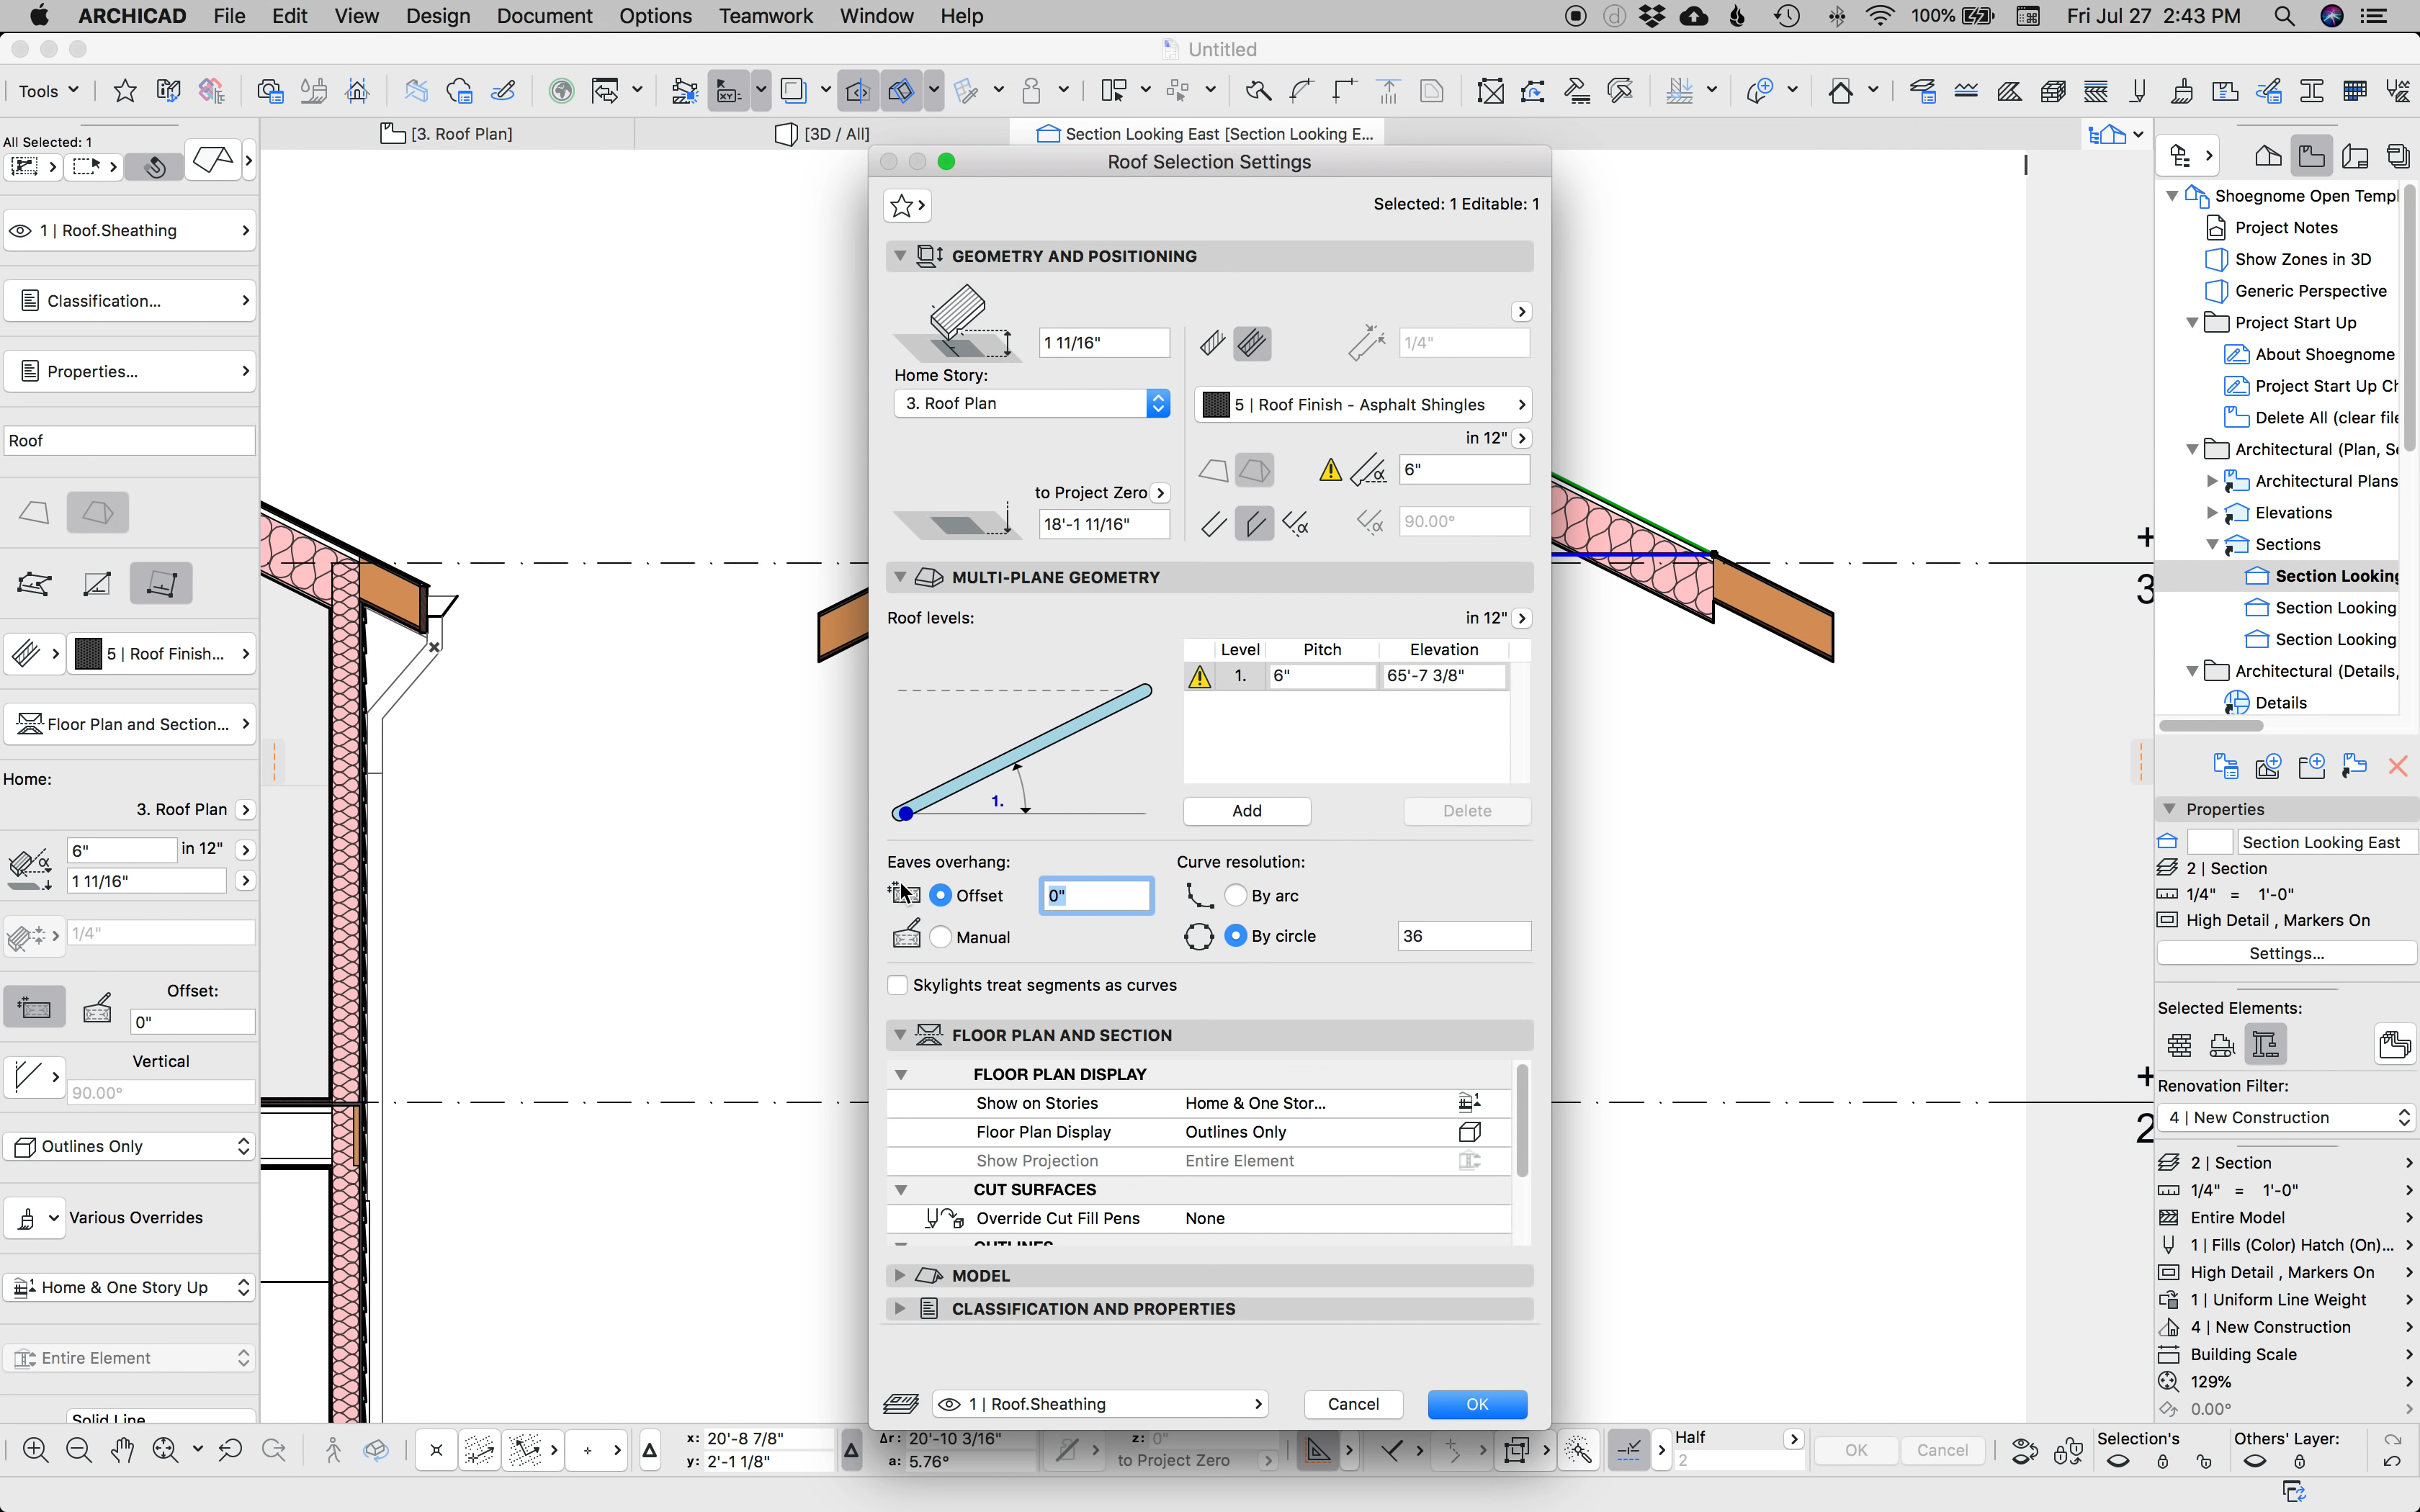 ARCHICAD File Edit View Design Document Options Teamwork Window Help
100% Fri Jul 27 2:43 PM
Untitled
Tools
[3. Roof Plan]
[3D / All]
Section Looking East [Section Looking E...
All Selected: 1
1 | Roof.Sheathing
Classification...
Properties...
Roof
5 | Roof Finish...
Floor Plan and Section...
Home:
3. Roof Plan
6" in 12"
1 11/16"
1/4"
Offset:
0"
Vertical
90.00°
Outlines Only
Various Overrides
Home & One Story Up
Entire Element
Solid Line
Roof Selection Settings
Selected: 1 Editable: 1
GEOMETRY AND POSITIONING
1 11/16"
1/4"
Home Story:
3. Roof Plan
5 | Roof Finish - Asphalt Shingles
in 12"
α 6"
to Project Zero
18'-1 11/16"
90.00°
MULTI-PLANE GEOMETRY
Roof levels:
in 12"
Level Pitch Elevation
1. 6" 65'-7 3/8"
1.
Add Delete
Eaves overhang:
Curve resolution:
Offset 0"
By arc
Manual
By circle 36
Skylights treat segments as curves
FLOOR PLAN AND SECTION
FLOOR PLAN DISPLAY
Show on Stories Home & One Stor...
Floor Plan Display Outlines Only
Show Projection Entire Element
CUT SURFACES
Override Cut Fill Pens None
OUTLINES
MODEL
CLASSIFICATION AND PROPERTIES
1 | Roof.Sheathing
Cancel OK
3
2
Shoegnome Open Templ
Project Notes
Show Zones in 3D
Generic Perspective
Project Start Up
About Shoegnome
Project Start Up Ch
Delete All (clear file
Architectural (Plan, Se
Architectural Plans
Elevations
Sections
Section Looking
Section Looking
Section Looking
Architectural (Details,
Details
Properties
Section Looking East
2 | Section
1/4" = 1'-0"
High Detail , Markers On
Settings...
Selected Elements:
Renovation Filter:
4 | New Construction
2 | Section
1/4" = 1'-0"
Entire Model
1 | Fills (Color) Hatch (On)...
High Detail , Markers On
1 | Uniform Line Weight
4 | New Construction
Building Scale
129%
0.00°
x: 20'-8 7/8"
y: 2'-1 1/8"
Δr: 20'-10 3/16"
a: 5.76°
z: 0"
to Project Zero
Half
2
OK Cancel
Selection's
Others' Layer: